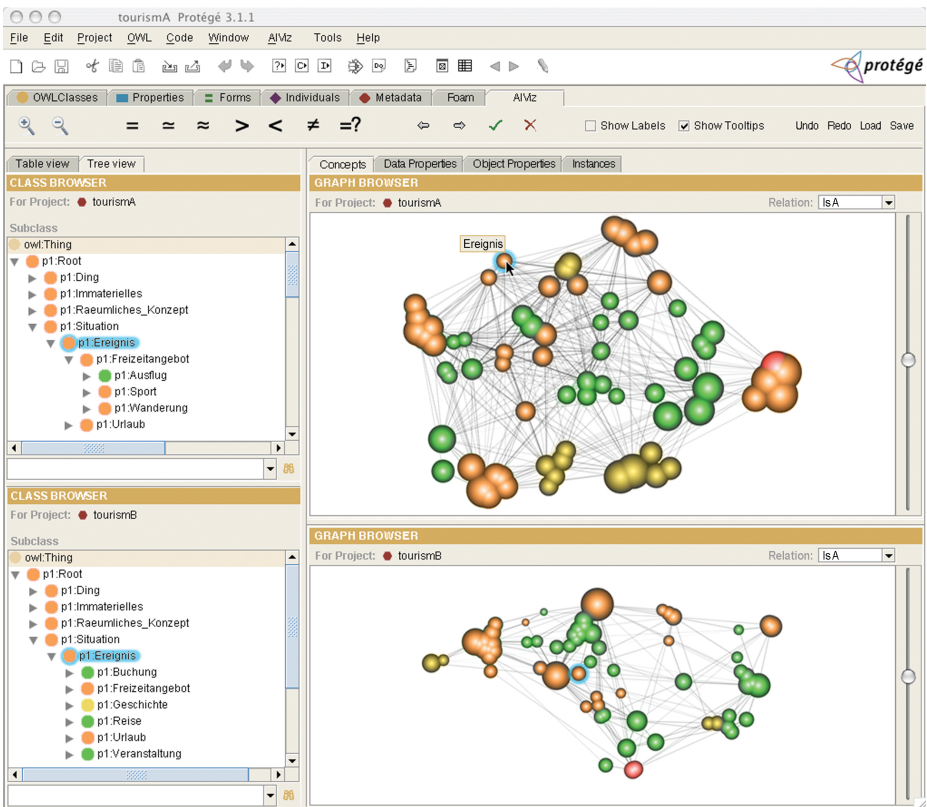 tourismA Protégé 3.1.1
File Edit Project OWL Code Window AlViz Tools Help
protégé
OWLClasses Properties Forms Individuals Metadata Foam AlViz
= ≃ ≈ > < ≠ =? Show Labels Show Tooltips Undo Redo Load Save
Table view Tree view
CLASS BROWSER
For Project: tourismA
Subclass
owl:Thing
p1:Root
p1:Ding
p1:Immaterielles
p1:Raeumliches_Konzept
p1:Situation
p1:Ereignis
p1:Freizeitangebot
p1:Ausflug
p1:Sport
p1:Wanderung
p1:Urlaub
CLASS BROWSER
For Project: tourismB
Subclass
owl:Thing
p1:Root
p1:Ding
p1:Immaterielles
p1:Raeumliches_Konzept
p1:Situation
p1:Ereignis
p1:Buchung
p1:Freizeitangebot
p1:Geschichte
p1:Reise
p1:Urlaub
p1:Veranstaltung
Concepts Data Properties Object Properties Instances
GRAPH BROWSER
For Project: tourismA Relation: IsA
Ereignis
GRAPH BROWSER
For Project: tourismB Relation: IsA